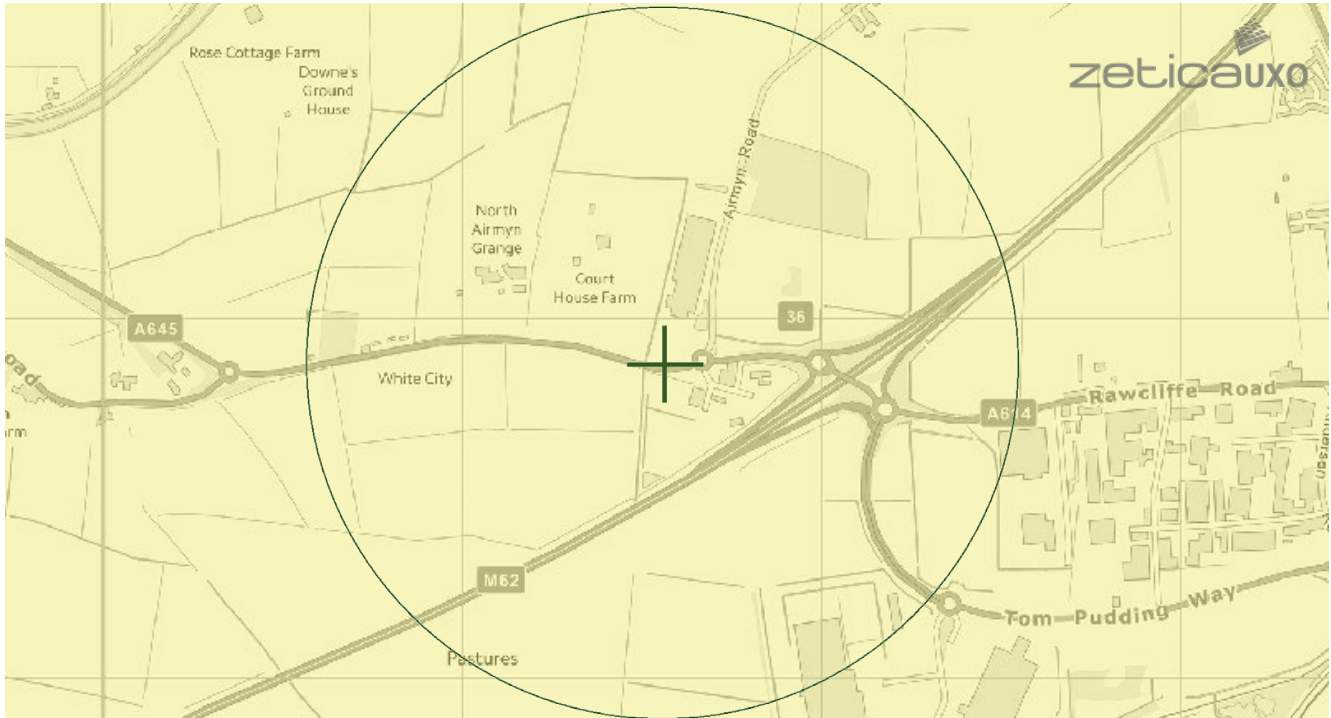 Rose Cottage Farm
Downe's
Ground
House
zeticauxo
Airmyn Road
North
Airmyn
Grange
Court
House Farm
36
A645
White City
A614
Rawcliffe Road
M62
Tom Pudding Way
Pastures